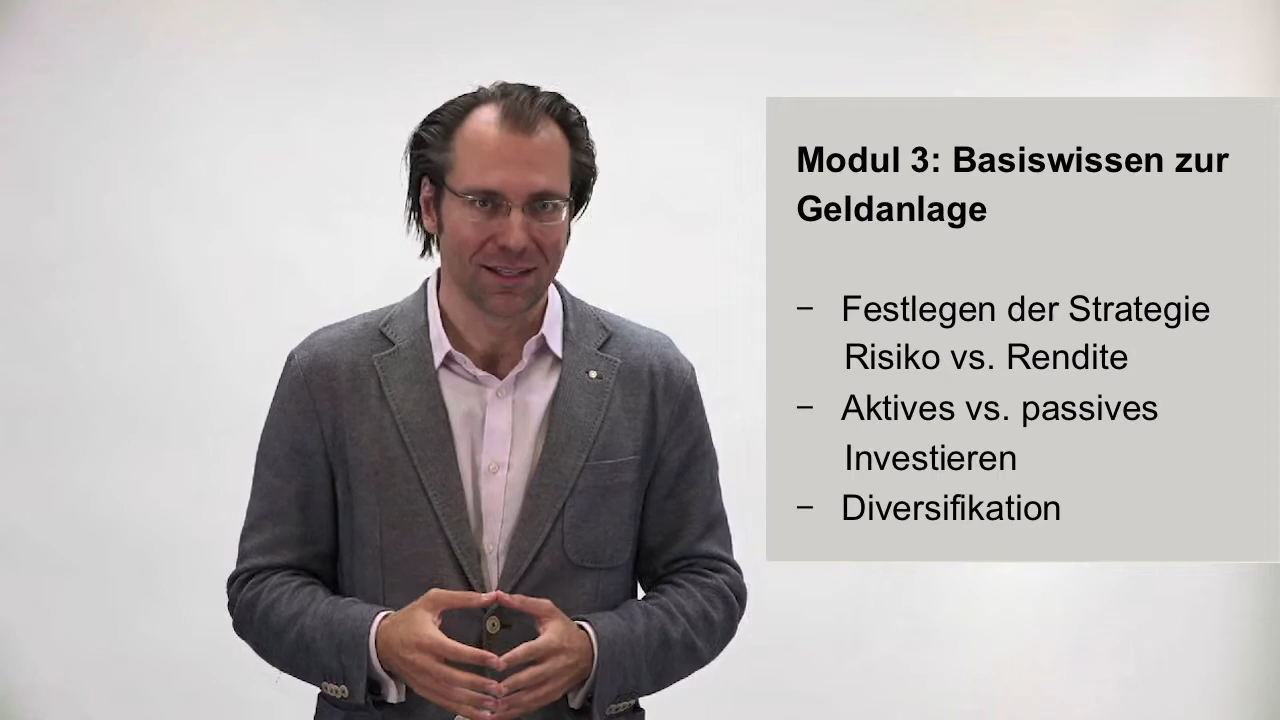 Modul 3: Basiswissen zur
Geldanlage
− Festlegen der Strategie
Risiko vs. Rendite
− Aktives vs. passives
Investieren
− Diversifikation